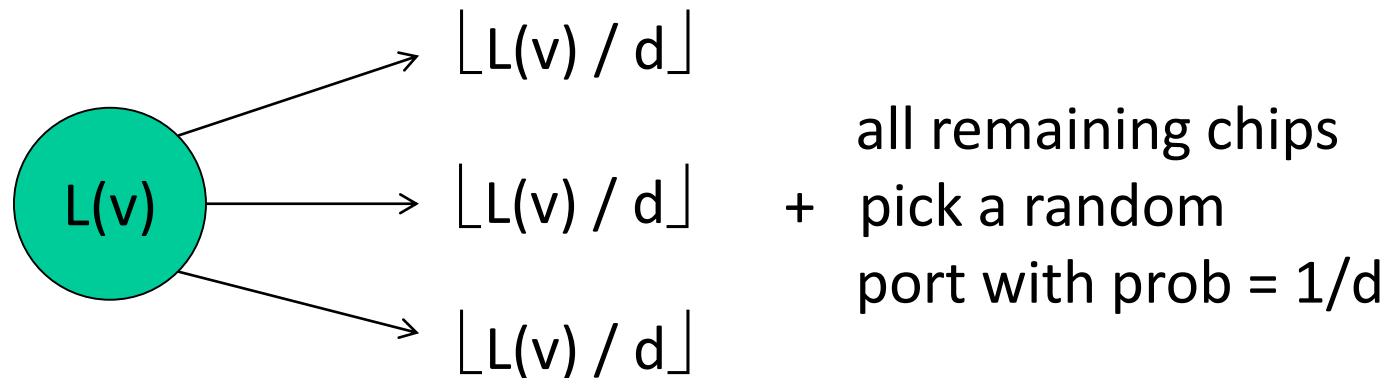 ⌊L(v) / d⌋
all remaining chips
L(v)
⌊L(v) / d⌋
+ pick a random
port with prob = 1/d
⌊L(v) / d⌋